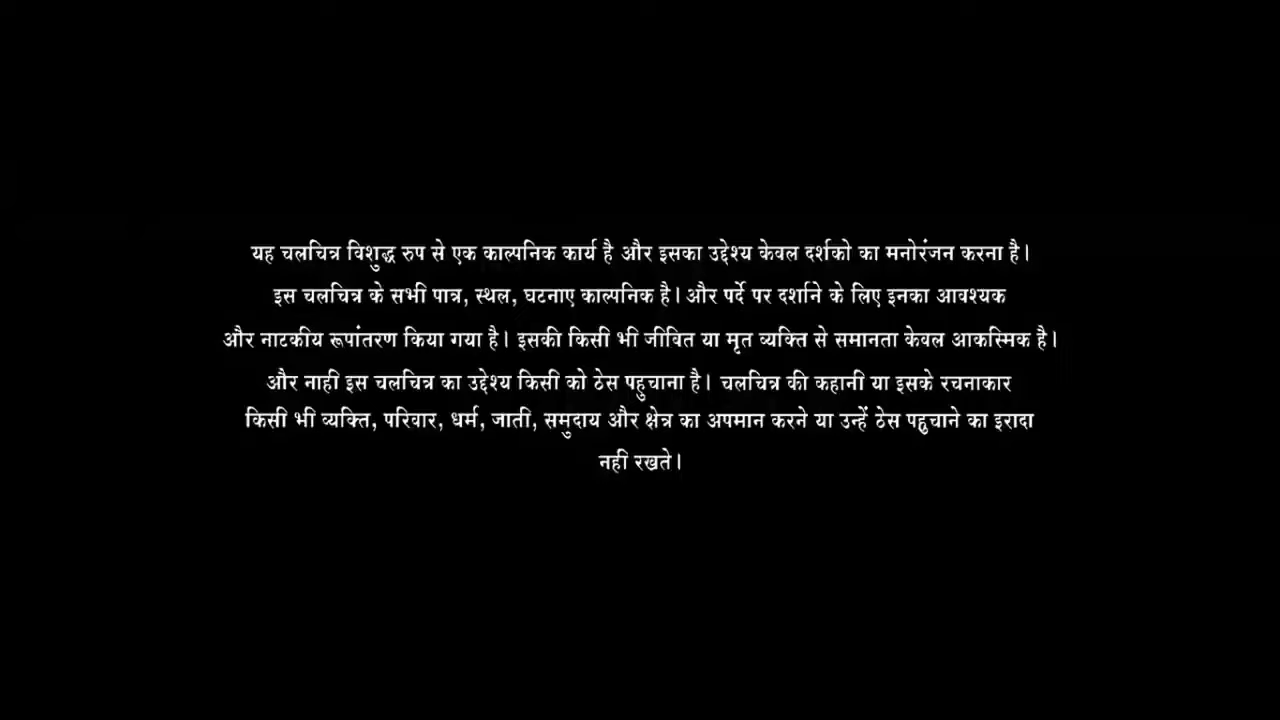 यह चलचित्र विशुद्ध रुप से एक काल्पनिक कार्य है और इसका उद्देश्य केवल दर्शको का मनोरंजन करना है।
इस चलचित्र के सभी पात्र, स्थल, घटनाए काल्पनिक है। और पर्दे पर दर्शाने के लिए इनका आवश्यक
और नाटकीय रूपांतरण किया गया है। इसकी किसी भी जीवित या मृत व्यक्ति से समानता केवल आकस्मिक है।
और नाही इस चलचित्र का उद्देश्य किसी को ठेस पहुचाना है। चलचित्र की कहानी या इसके रचनाकार
किसी भी व्यक्ति, परिवार, धर्म, जाती, समुदाय और क्षेत्र का अपमान करने या उन्हें ठेस पहुचाने का इरादा
नही रखते।